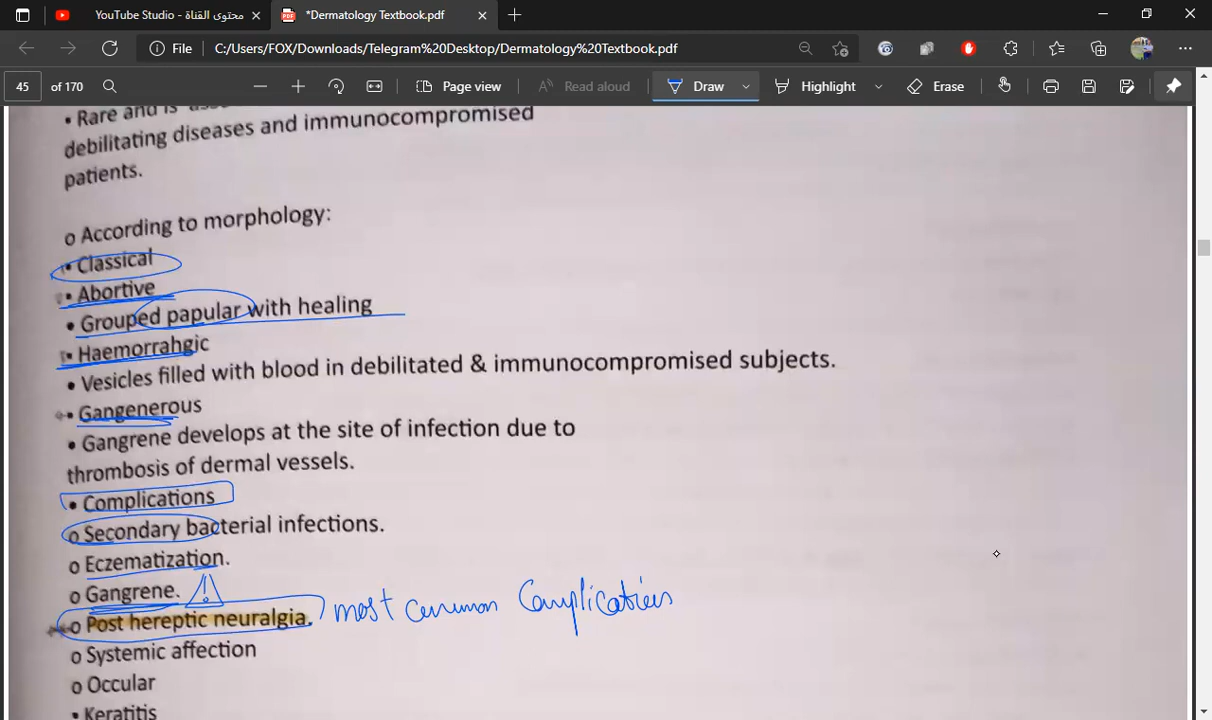 YouTube Studio - محتوى القناة
*Dermatology Textbook.pdf
File
C:/Users/FOX/Downloads/Telegram%20Desktop/Dermatology%20Textbook.pdf
45 of 170
Page view
Read aloud
Draw
Highlight
Erase
• Rare and is
debilitating diseases and immunocompromised
patients.
o According to morphology:
• Classical
• Abortive
• Grouped papular with healing
• Haemorrahgic
• Vesicles filled with blood in debilitated & immunocompromised subjects.
• Gangenerous
• Gangrene develops at the site of infection due to
thrombosis of dermal vessels.
• Complications
o Secondary bacterial infections.
o Eczematization.
o Gangrene.
o Post hereptic neuralgia. most common Complications
o Systemic affection
o Occular
• Keratitis